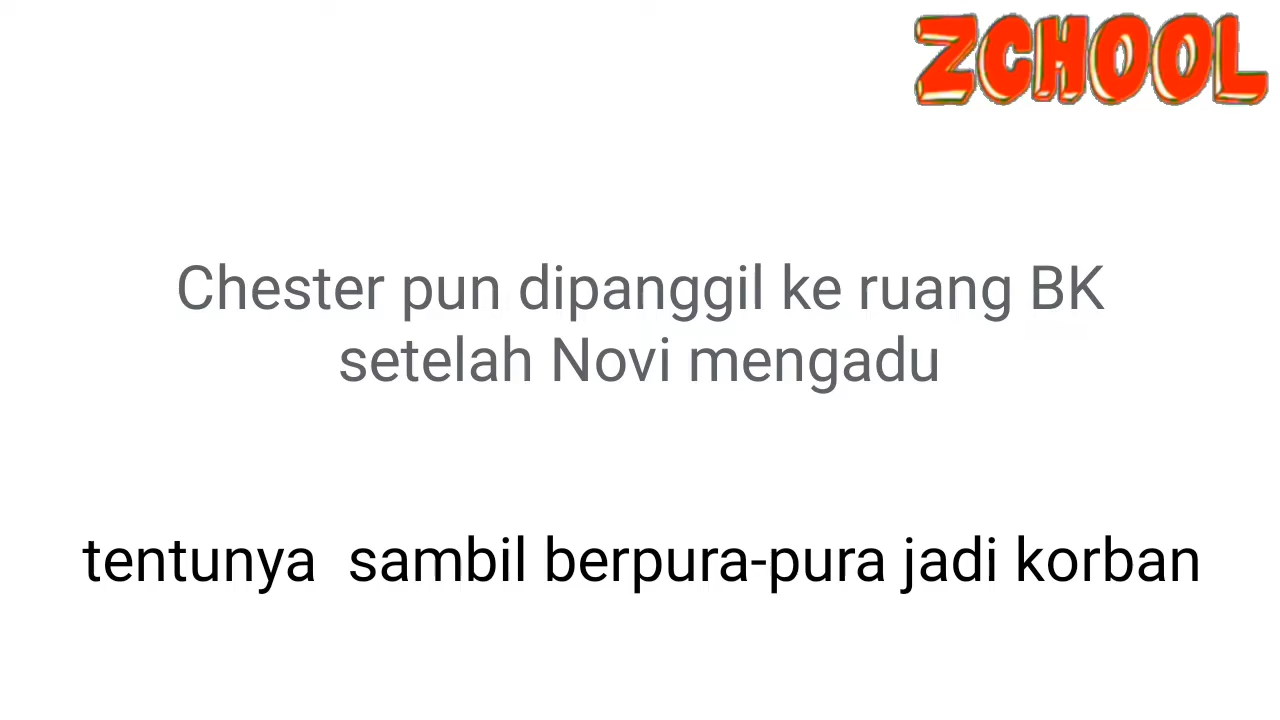 ZCHOOL
Chester pun dipanggil ke ruang BK
setelah Novi mengadu
tentunya  sambil berpura-pura jadi korban